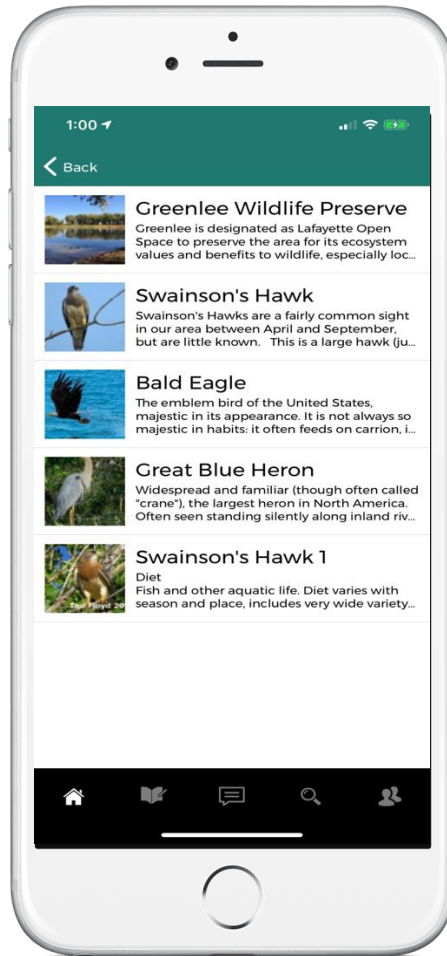 1:00
Back
Greenlee Wildlife Preserve
Greenlee is designated as Lafayette Open
Space to preserve the area for its ecosystem
values and benefits to wildlife, especially loc...
Swainson's Hawk
Swainson's Hawks are a fairly common sight
in our area between April and September,
but are little known. This is a large hawk (ju...
Bald Eagle
The emblem bird of the United States,
majestic in its appearance. It is not always so
majestic in habits: it often feeds on carrion, i...
Great Blue Heron
Widespread and familiar (though often called
"crane"), the largest heron in North America.
Often seen standing silently along inland riv...
Swainson's Hawk 1
Diet
Fish and other aquatic life. Diet varies with
season and place, includes very wide variety...
Ted Floyd 20